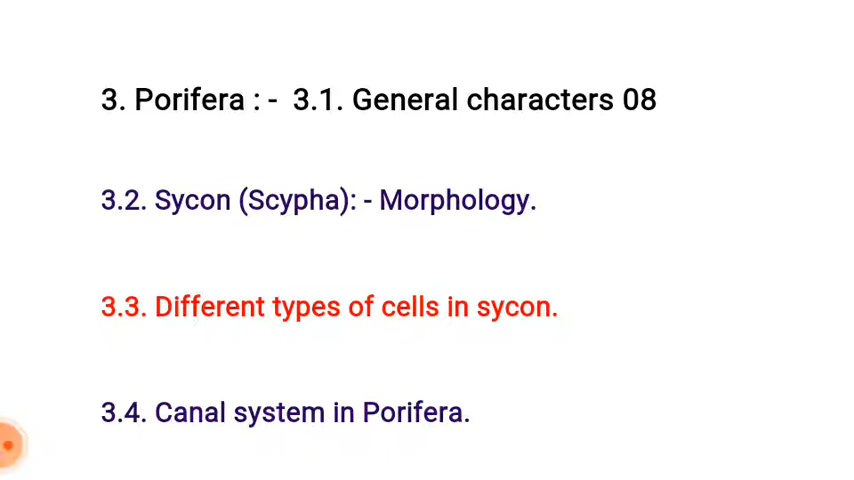 3. Porifera : - 3.1. General characters 08
3.2. Sycon (Scypha): - Morphology.
3.3. Different types of cells in sycon.
3.4. Canal system in Porifera.